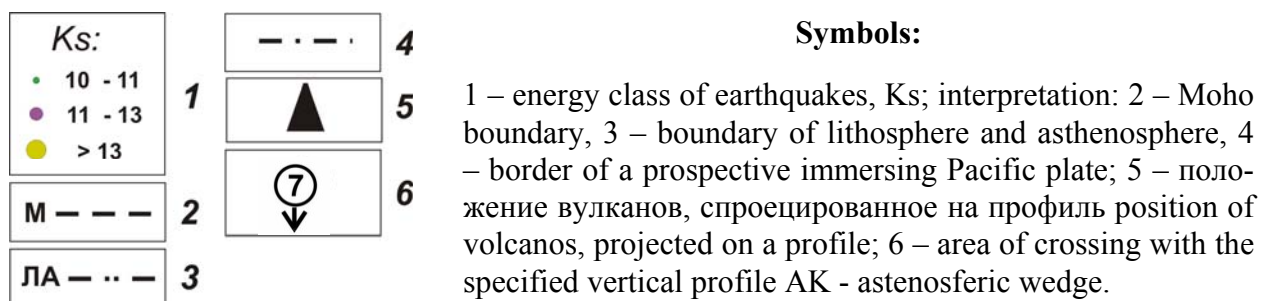 Ks:
10 - 11
11 - 13
> 13
1
М
2
ЛА
3
4
5
7
6
Symbols:
1 – energy class of earthquakes, Ks; interpretation: 2 – Moho
boundary, 3 – boundary of lithosphere and asthenosphere, 4
– border of a prospective immersing Pacific plate; 5 – поло-
жение вулканов, спроецированное на профиль position of
volcanos, projected on a profile; 6 – area of crossing with the
specified vertical profile AK - astenosferic wedge.